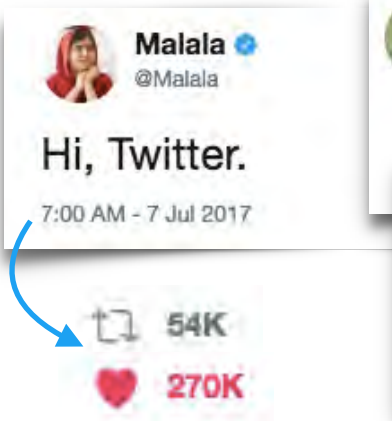 Malala
@Malala
Hi, Twitter.
7:00 AM - 7 Jul 2017
54K
270K